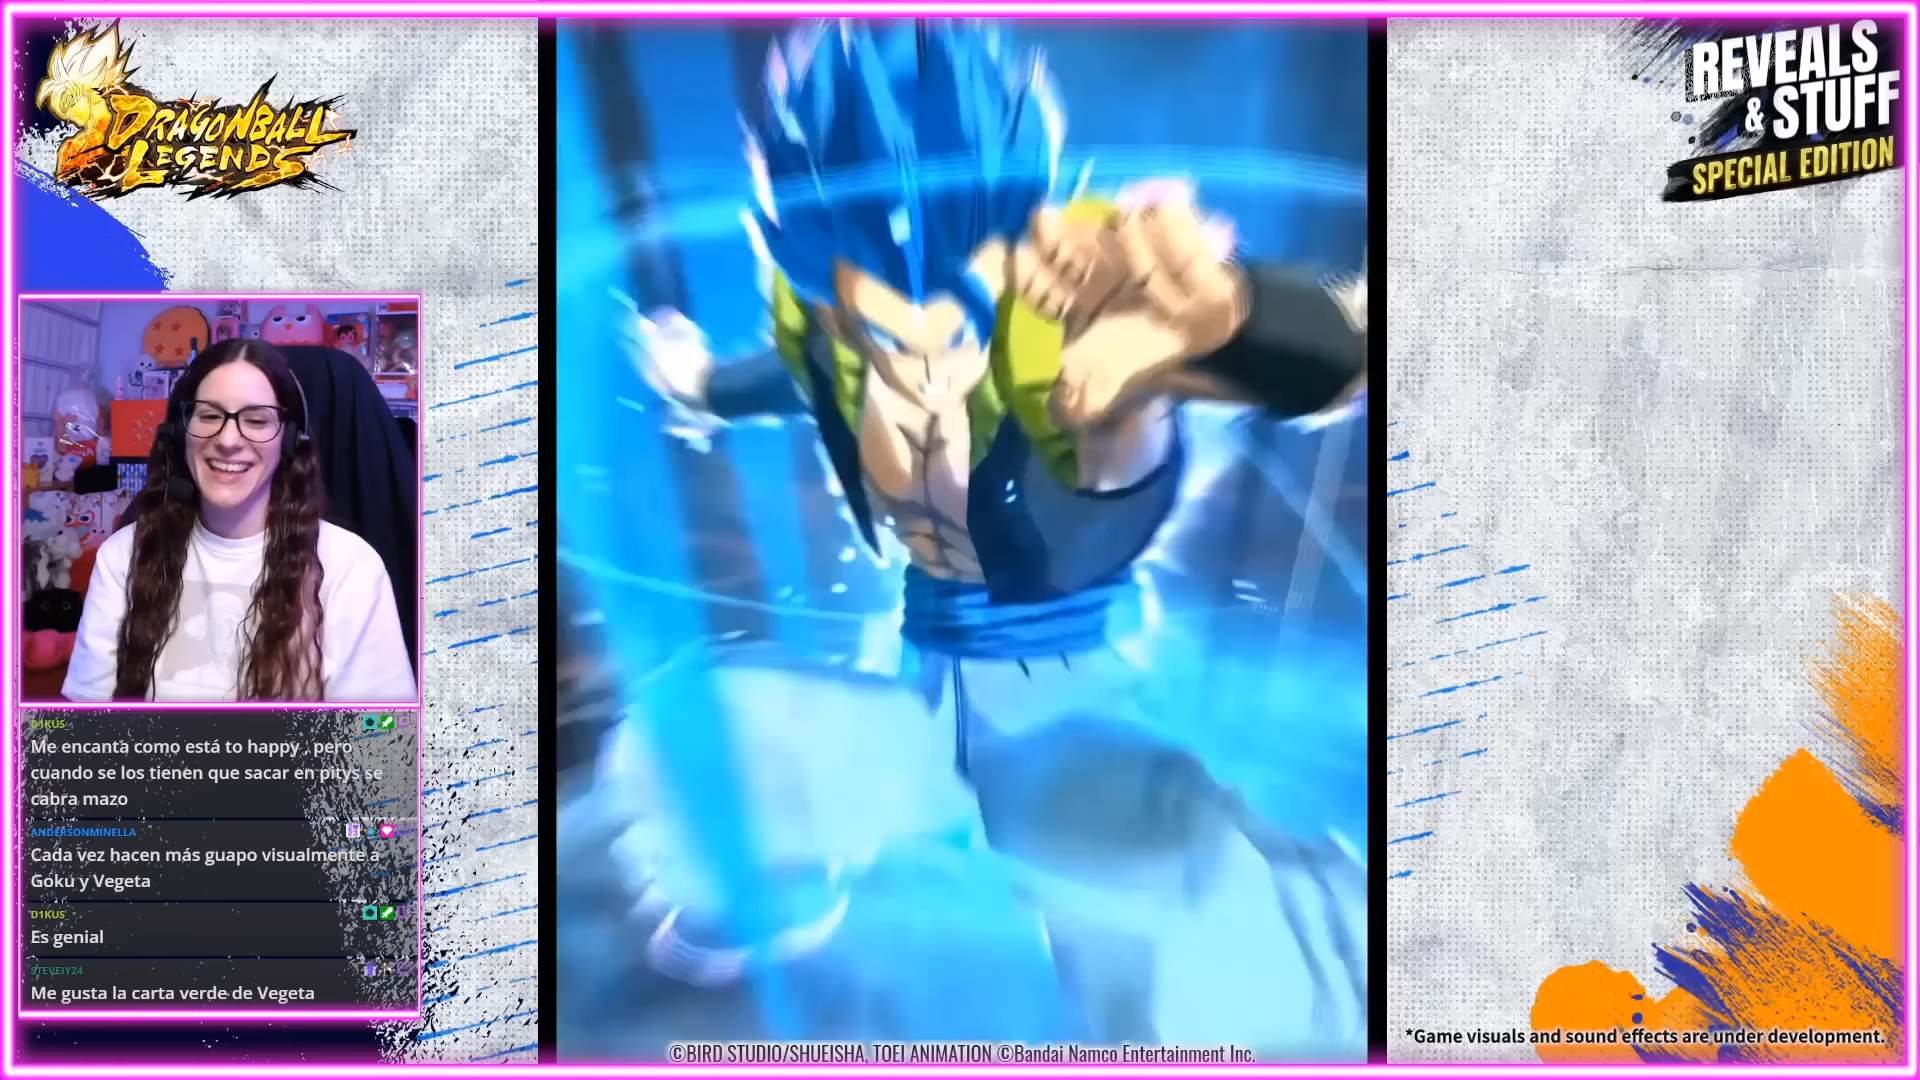 DRAGONBALL
LEGENDS
REVEALS
& STUFF
SPECIAL EDITION
D1KUS
Me encanta como está to happy . pero
cuando se los tienen que sacar en pitys se
cabra mazo
ANDERSONMINELLA
Cada vez hacen más guapo visualmente a
Goku y Vegeta
D1KUS
Es genial
STEVEIY24
Me gusta la carta verde de Vegeta
*Game visuals and sound effects are under development.
©BIRD STUDIO/SHUEISHA, TOEI ANIMATION ©Bandai Namco Entertainment Inc.